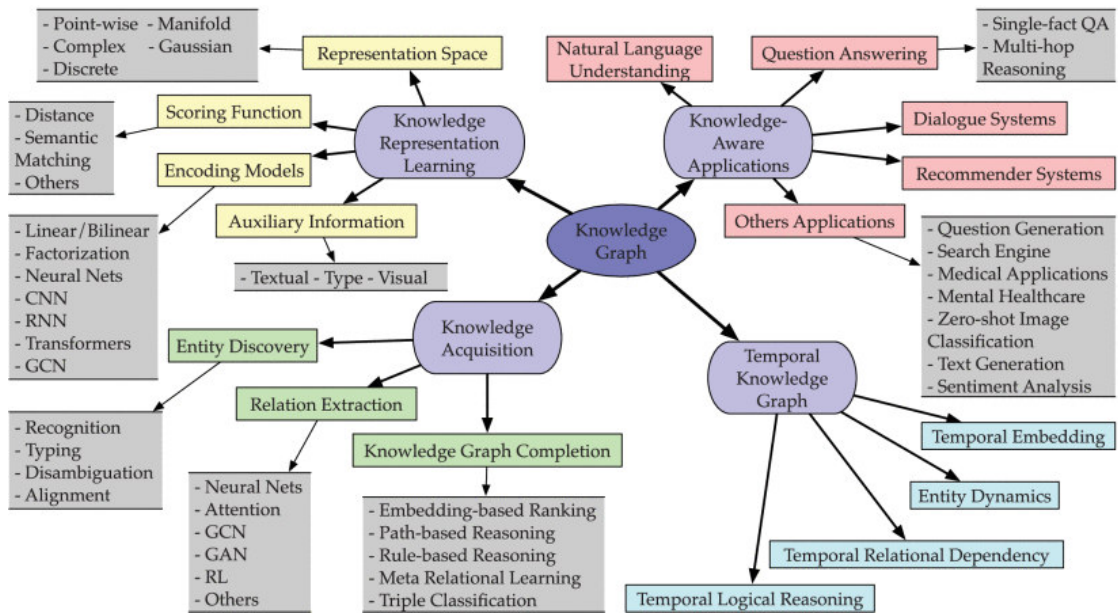 - Point-wise - Manifold
- Complex - Gaussian
- Discrete
Representation Space
Natural Language
Understanding
Question Answering
- Single-fact QA
- Multi-hop
Reasoning
- Distance
- Semantic
Matching
- Others
Scoring Function
Encoding Models
Auxiliary Information
Knowledge
Representation
Learning
Knowledge-
Aware
Applications
Dialogue Systems
Recommender Systems
Others Applications
Knowledge
Graph
- Linear/Bilinear
- Factorization
- Neural Nets
- CNN
- RNN
- Transformers
- GCN
- Textual - Type - Visual
- Question Generation
- Search Engine
- Medical Applications
- Mental Healthcare
- Zero-shot Image
Classification
- Text Generation
- Sentiment Analysis
Knowledge
Acquisition
Entity Discovery
Relation Extraction
Knowledge Graph Completion
Temporal
Knowledge
Graph
- Recognition
- Typing
- Disambiguation
- Alignment
- Neural Nets
- Attention
- GCN
- GAN
- RL
- Others
- Embedding-based Ranking
- Path-based Reasoning
- Rule-based Reasoning
- Meta Relational Learning
- Triple Classification
Temporal Embedding
Entity Dynamics
Temporal Relational Dependency
Temporal Logical Reasoning